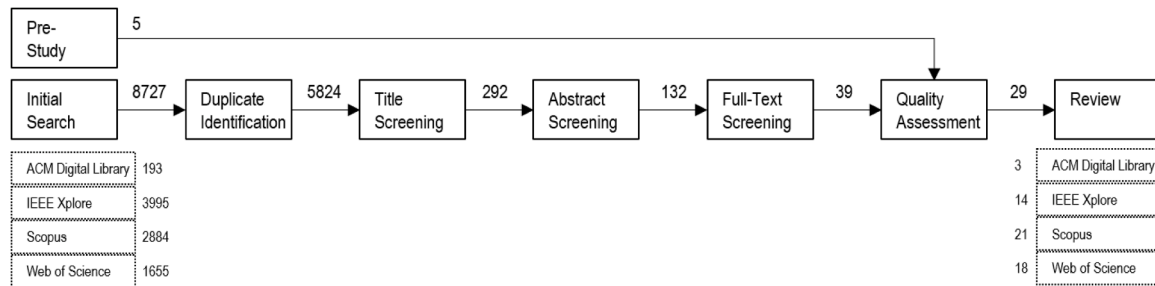 Pre-
Study
5
Initial
Search
8727
Duplicate
Identification
5824
Title
Screening
292
Abstract
Screening
132
Full-Text
Screening
39
Quality
Assessment
29
Review
ACM Digital Library 193
IEEE Xplore 3995
Scopus 2884
Web of Science 1655
3 ACM Digital Library
14 IEEE Xplore
21 Scopus
18 Web of Science